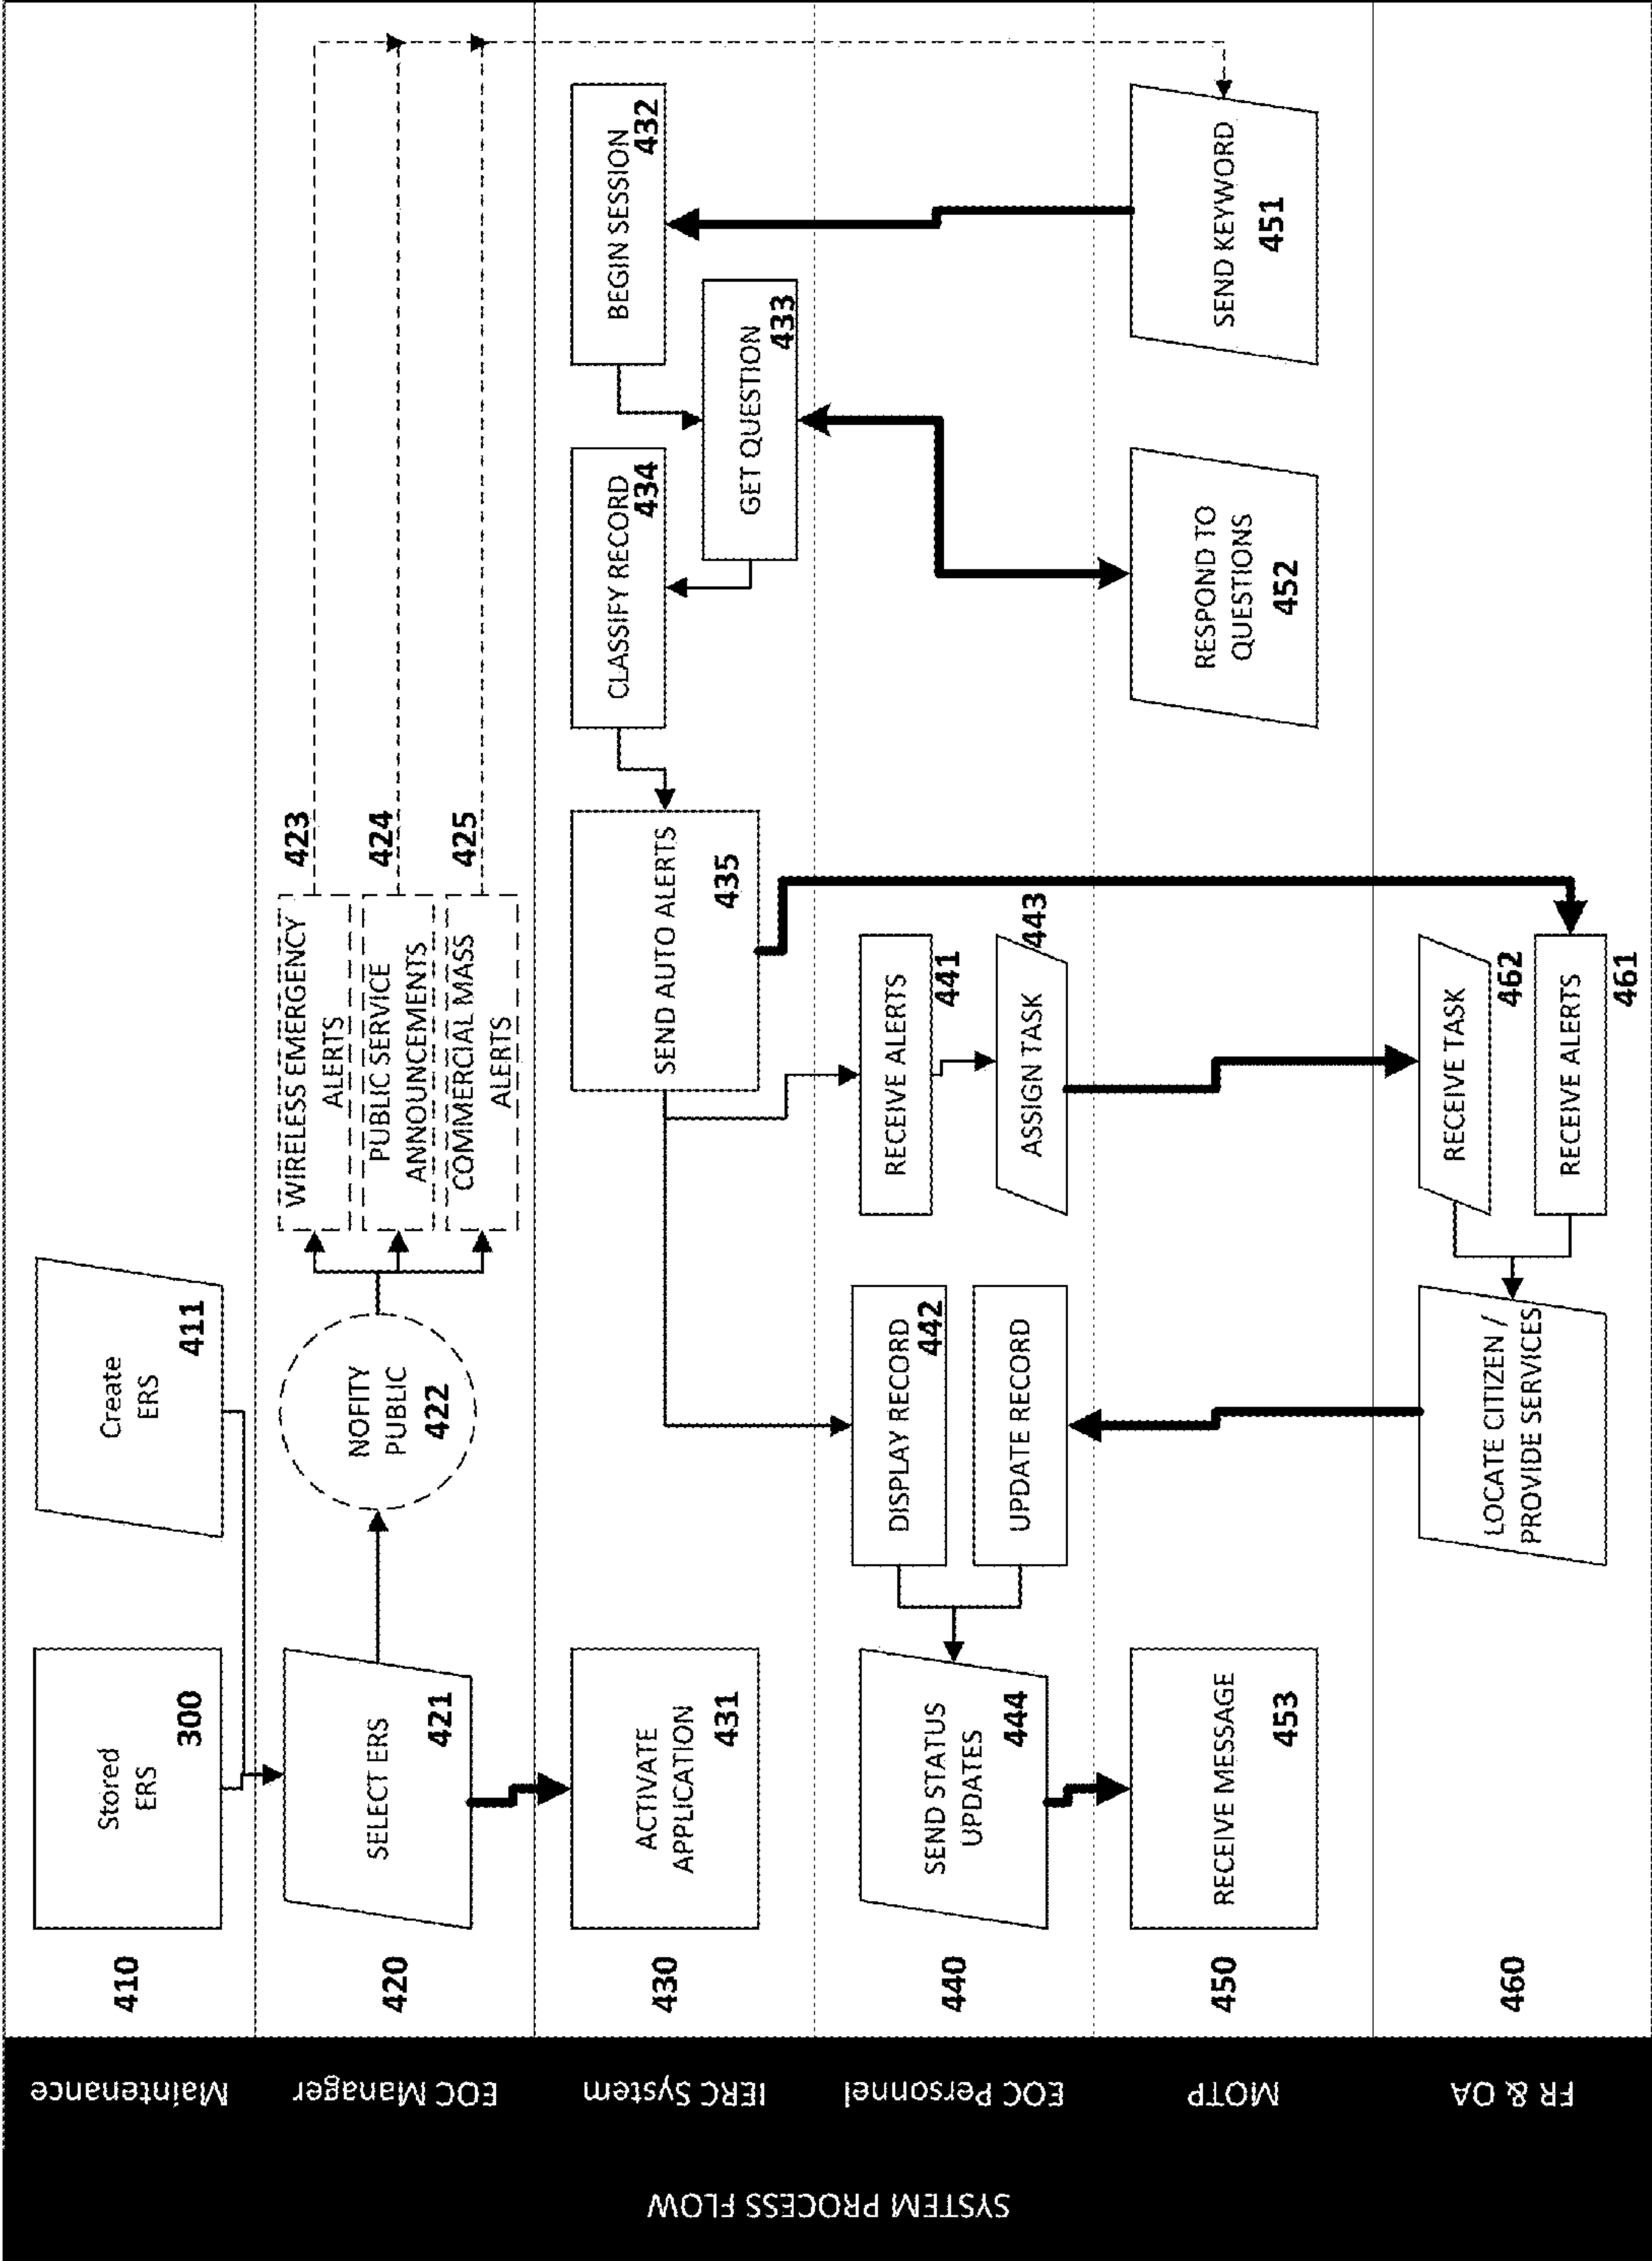 SYSTEM PROCESS FLOW
Maintenance
410
Stored
ERS
300
Create
ERS
411
EOC Manager
420
SELECT ERS
421
NOFITY
PUBLIC
422
WIRELESS EMERGENCY
ALERTS
423
PUBLIC SERVICE
ANNOUNCEMENTS
424
COMMERCIAL MASS
ALERTS
425
IERC System
430
ACTIVATE
APPLICATION
431
SEND AUTO ALERTS
435
CLASSIFY RECORD
434
GET QUESTION
433
BEGIN SESSION
432
EOC Personnel
440
SEND STATUS
UPDATES
444
DISPLAY RECORD
442
UPDATE RECORD
RECEIVE ALERTS
441
ASSIGN TASK
443
MOTP
450
RECEIVE MESSAGE
453
RESPOND TO
QUESTIONS
452
SEND KEYWORD
451
FR & OA
460
LOCATE CITIZEN /
PROVIDE SERVICES
RECEIVE TASK
462
RECEIVE ALERTS
461